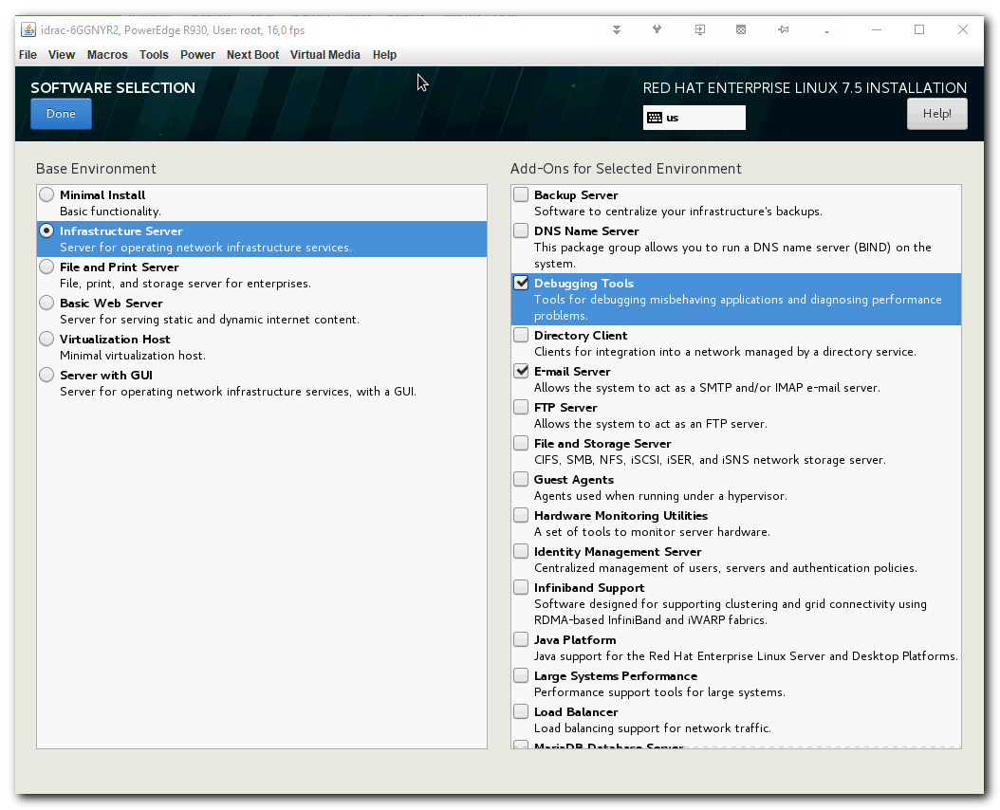 idrac-6GGNYR2, PowerEdge R930, User: root, 16,0 fps
File View Macros Tools Power Next Boot Virtual Media Help
SOFTWARE SELECTION
Done
RED HAT ENTERPRISE LINUX 7.5 INSTALLATION
us
Help!
Base Environment
Minimal Install
Basic functionality.
Infrastructure Server
Server for operating network infrastructure services.
File and Print Server
File, print, and storage server for enterprises.
Basic Web Server
Server for serving static and dynamic internet content.
Virtualization Host
Minimal virtualization host.
Server with GUI
Server for operating network infrastructure services, with a GUI.
Add-Ons for Selected Environment
Backup Server
Software to centralize your infrastructure's backups.
DNS Name Server
This package group allows you to run a DNS name server (BIND) on the
system.
Debugging Tools
Tools for debugging misbehaving applications and diagnosing performance
problems.
Directory Client
Clients for integration into a network managed by a directory service.
E-mail Server
Allows the system to act as a SMTP and/or IMAP e-mail server.
FTP Server
Allows the system to act as an FTP server.
File and Storage Server
CIFS, SMB, NFS, iSCSI, iSER, and iSNS network storage server.
Guest Agents
Agents used when running under a hypervisor.
Hardware Monitoring Utilities
A set of tools to monitor server hardware.
Identity Management Server
Centralized management of users, servers and authentication policies.
Infiniband Support
Software designed for supporting clustering and grid connectivity using
RDMA-based InfiniBand and iWARP fabrics.
Java Platform
Java support for the Red Hat Enterprise Linux Server and Desktop Platforms.
Large Systems Performance
Performance support tools for large systems.
Load Balancer
Load balancing support for network traffic.
MariaDB Database Server